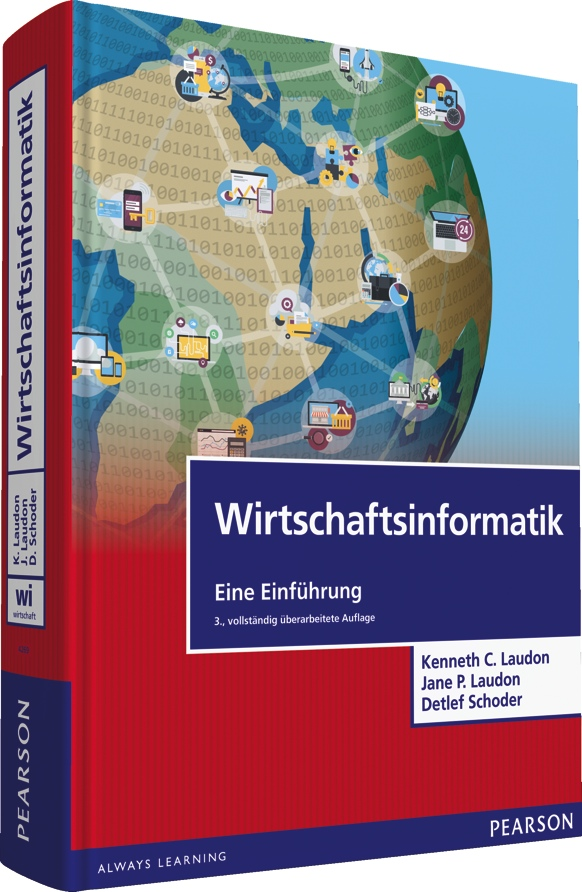 Wirtschaftsinformatik
K. Laudon
J. Laudon
D. Schoder
wi
wirtschaft
PEARSON
24
Wirtschaftsinformatik
Eine Einführung
3., vollständig überarbeitete Auflage
Kenneth C. Laudon
Jane P. Laudon
Detlef Schoder
PEARSON
ALWAYS LEARNING